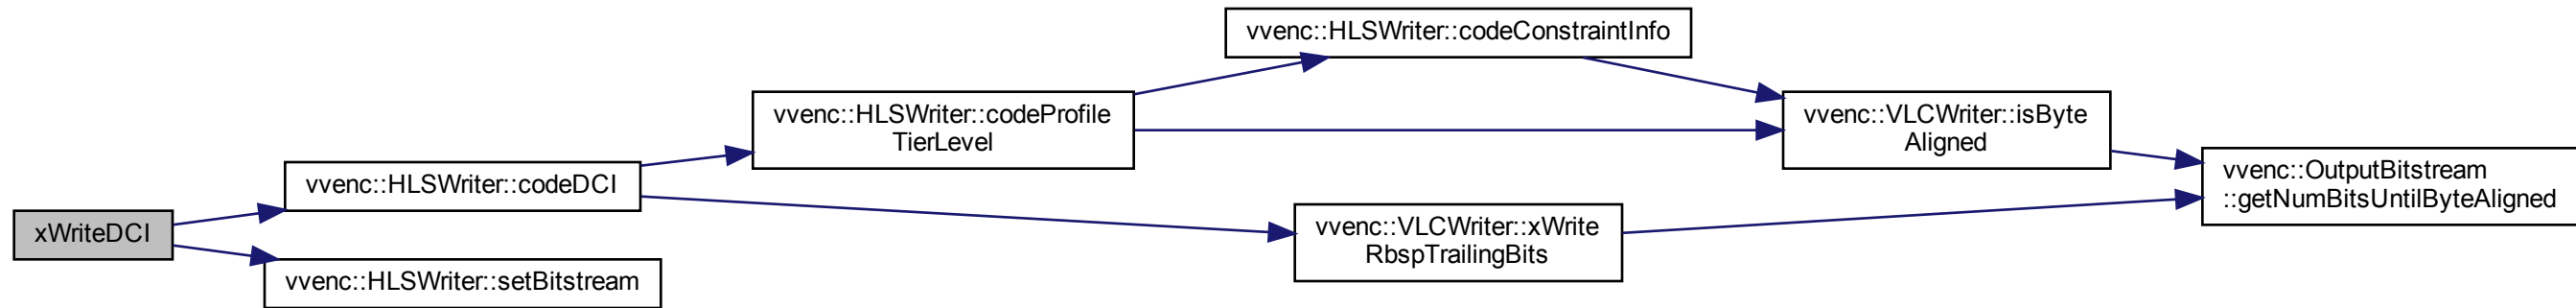 xWriteDCI
vvenc::HLSWriter::codeDCI
vvenc::HLSWriter::setBitstream
vvenc::HLSWriter::codeProfile
TierLevel
vvenc::HLSWriter::codeConstraintInfo
vvenc::VLCWriter::xWrite
RbspTrailingBits
vvenc::VLCWriter::isByte
Aligned
vvenc::OutputBitstream
::getNumBitsUntilByteAligned